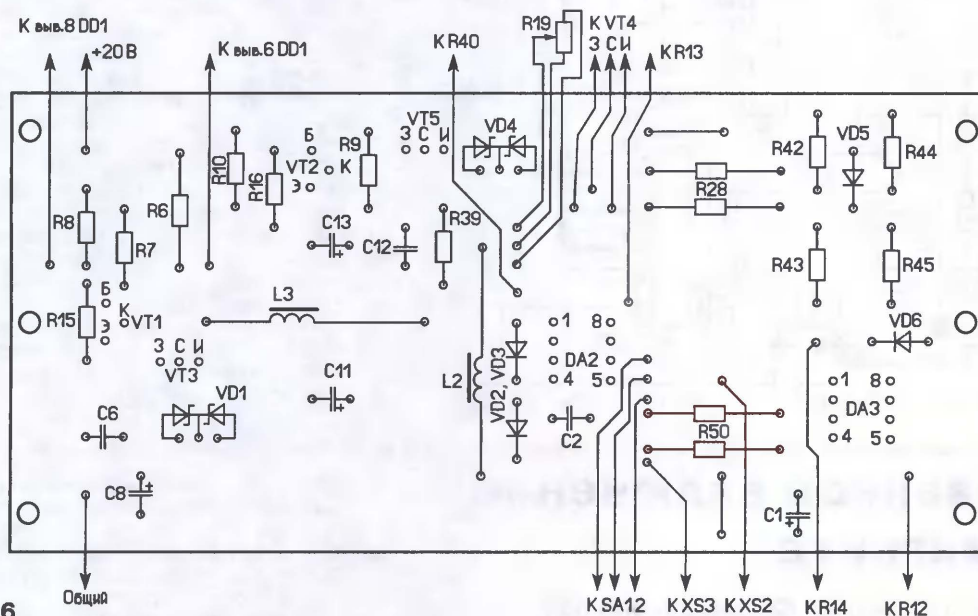 К выв.8 DD1
+20 В
К выв.6 DD1
К R40
R19
К VT4
З С И
К R13
R10
R16
Б
VT2
Э
К
R9
VT5
З С И
VD4
R42
VD5
R44
R28
R8
R7
R6
C13
C12
R39
R43
R45
L3
R15
Б
К
Э
VT1
З С И
VT3
VD1
C11
L2
VD2, VD3
1
8
DA2
4
5
C2
VD6
1
8
DA3
4
5
C6
C8
R50
C1
Общий
К SA1.2
К XS3
К XS2
К R14
К R12
6